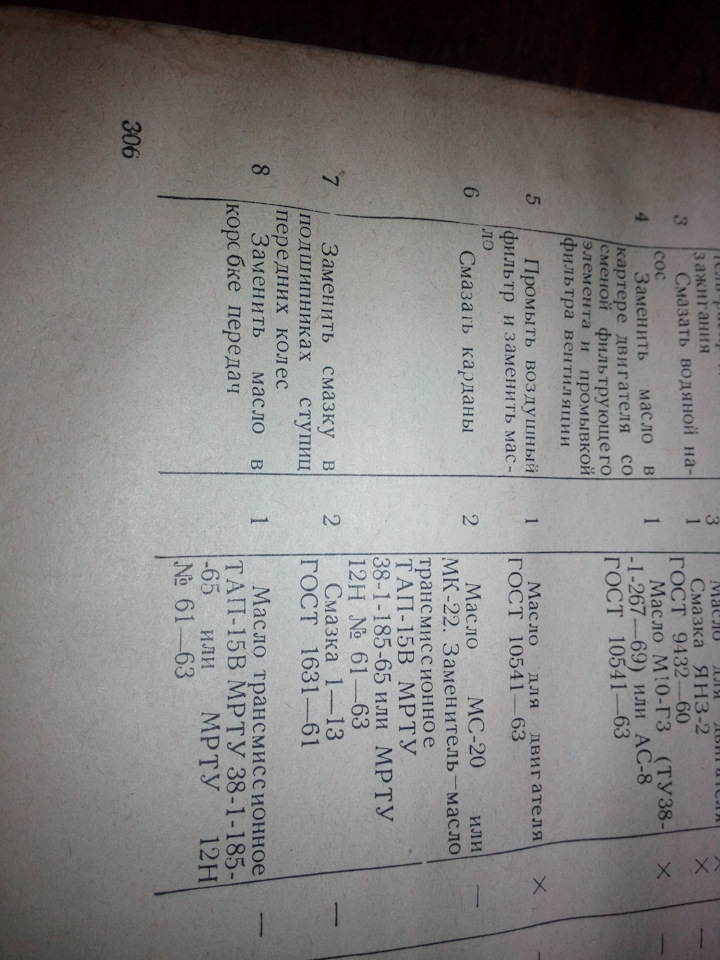 зажигания
3 Смазать водяной на-
сос
1
Смазка ЯНЗ-2
ГОСТ 9432—60
× —
4 Заменить масло в
картере двигателя со
сменой фильтрующего
элемента и промывкой
фильтра вентиляции
1
Масло М10-ГЗ (ТУ38-
-1-267—69) или АС-8
ГОСТ 10541—63
× —
5 Промыть воздушный
фильтр и заменить мас-
ло
1
Масло для двигателя
ГОСТ 10541—63
×
6 Смазать карданы
2
Масло МС-20 или
МК-22. Заменитель—масло
трансмиссионное
ТАП-15В МРТУ
38-1-185-65 или МРТУ
12Н № 61—63
—
7 Заменить смазку в
подшипниках ступиц
передних колес
2
Смазка 1—13
ГОСТ 1631—61
—
8 Заменить масло в
коробке передач
1
Масло трансмиссионное
ТАП-15В МРТУ 38-1-185-
-65 или МРТУ 12Н
№ 61—63
—
306